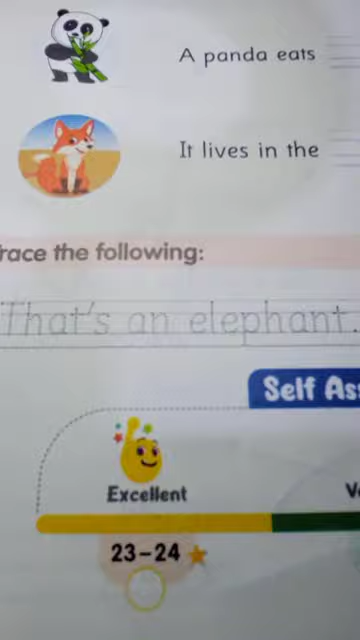 A panda eats
It lives in the
race the following:
That's an elephant.
Self As
Excellent
V
23-24